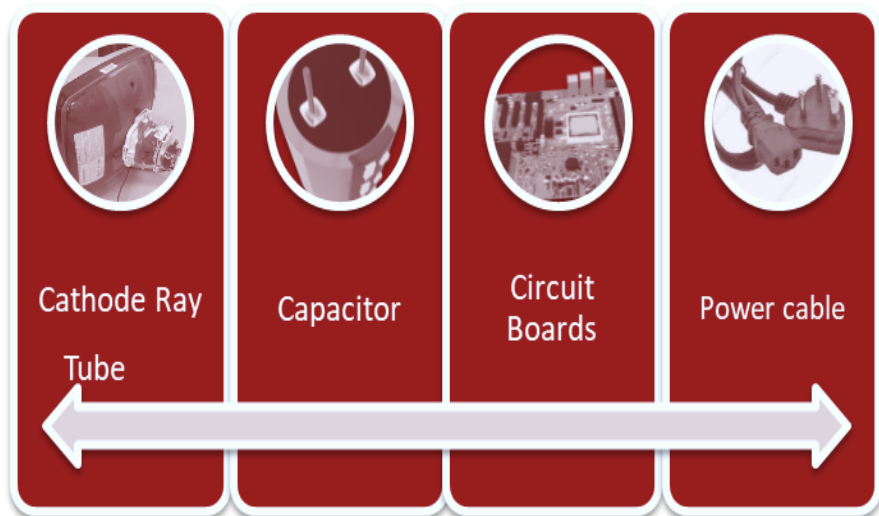 Cathode Ray
Tube
Capacitor
Circuit
Boards
Power cable